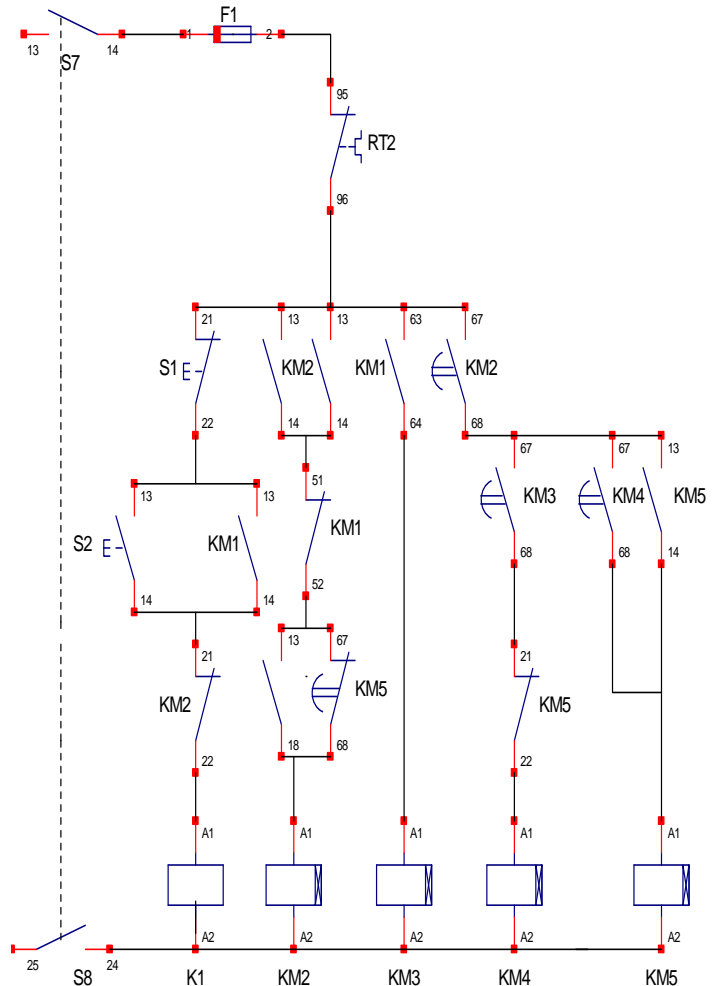 F1
13 14 1 2
S7
95
RT2
96
21 13 13 63 67
S1 KM2 KM1 KM2
22 14 14 64 68
51 67 67 13
13 13 KM3 KM4 KM5
S2 KM1 KM1
68 68 14
14 14 52
13 67
21 21
KM2 KM5 KM5
18 68
22 22
A1 A1 A1 A1 A1
A2 A2 A2 A2 A2
25 S8 24 K1 KM2 KM3 KM4 KM5